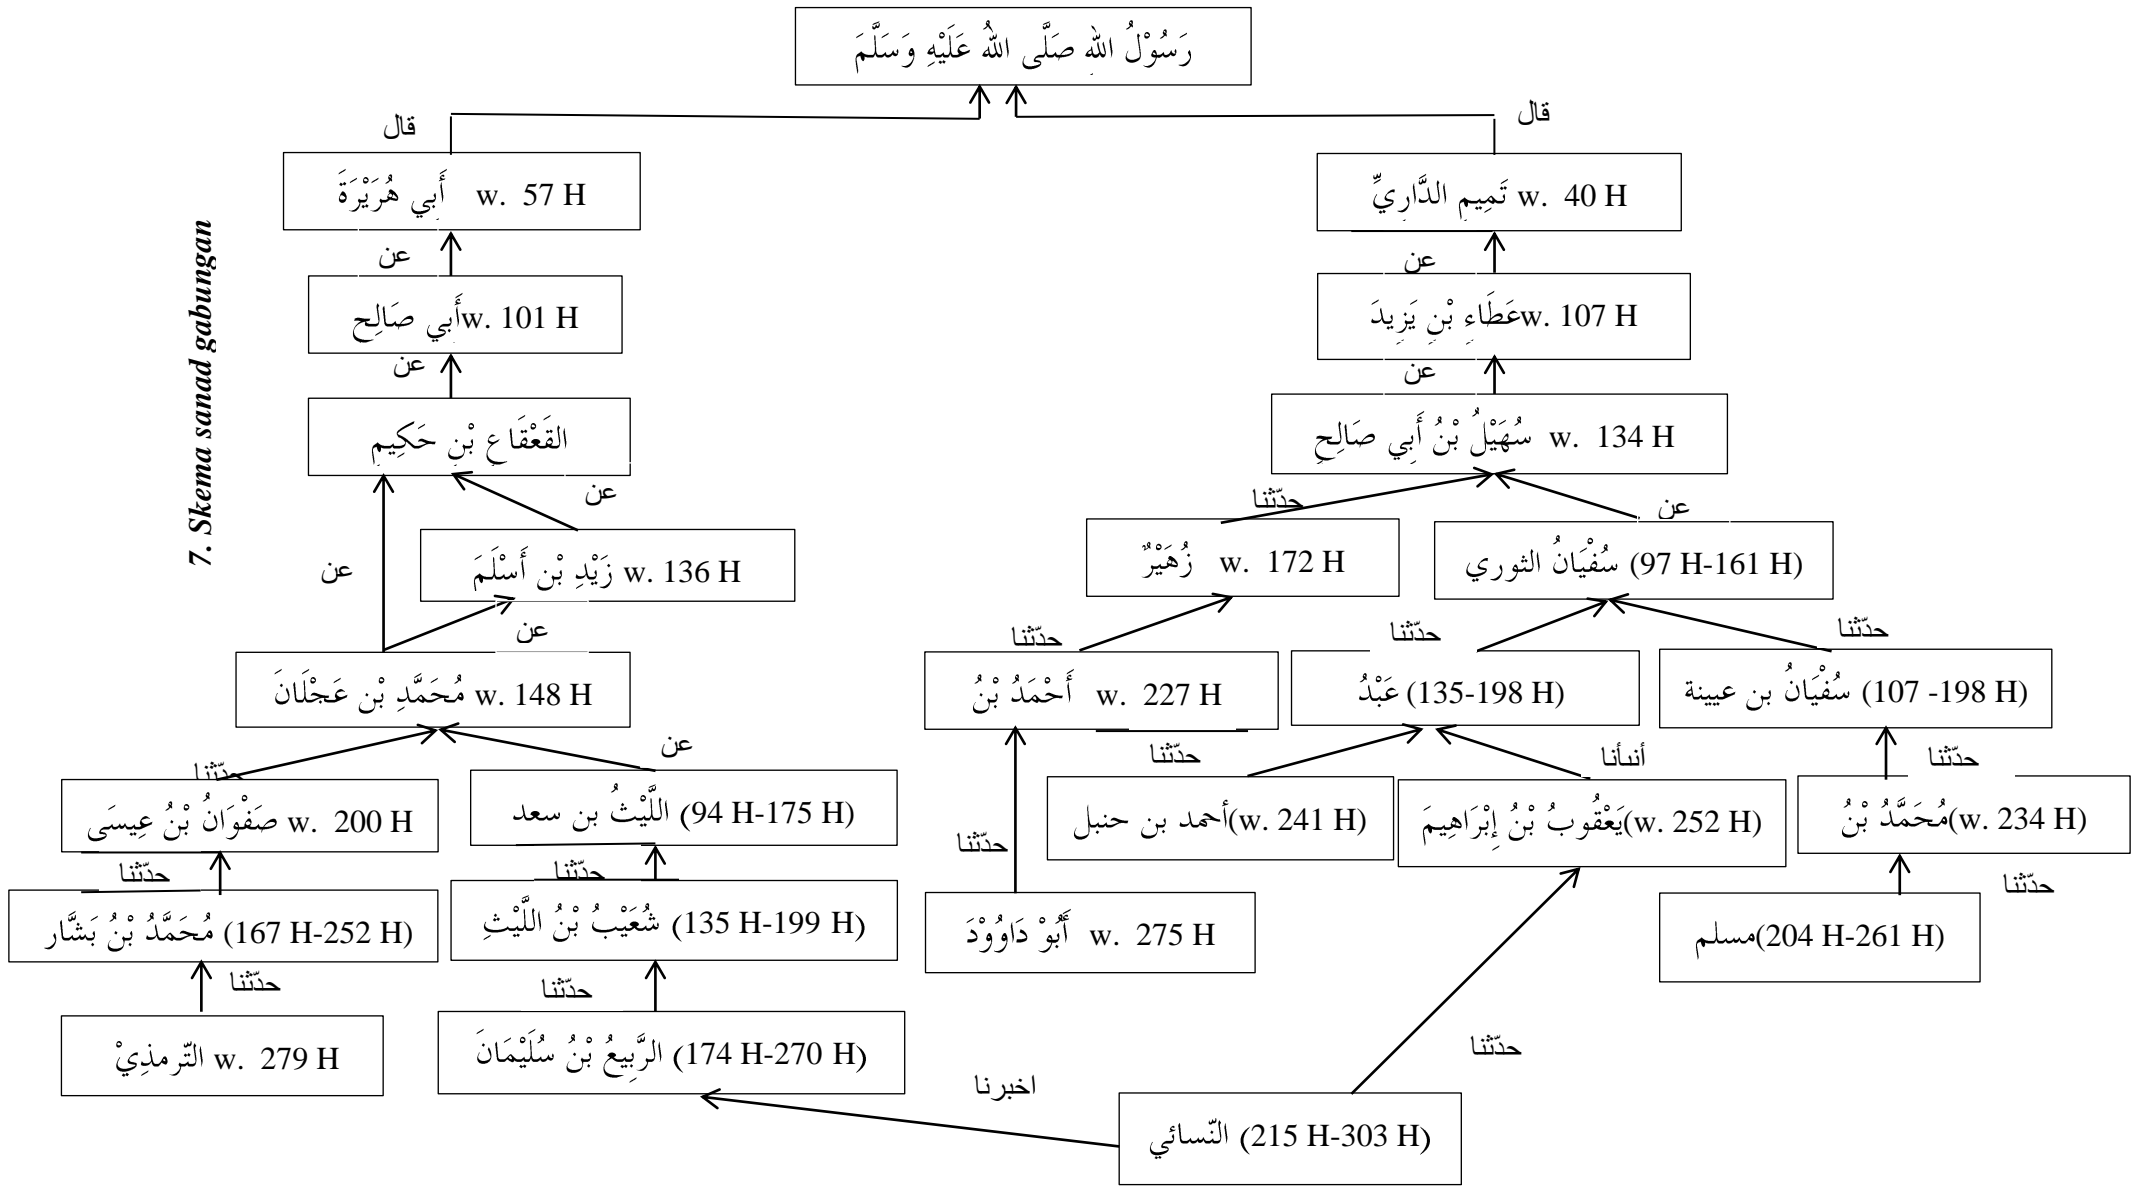 رَسُوْلُ اللهِ صَلَّى اللهُ عَلَيْهِ وَسَلَّمَ
قال
قال
أَبِي هُرَيْرَةَ w. 57 H
تَمِيمِ الدَّارِيِّ w. 40 H
7. Skema sanad gabungan
عن
عن
أَبِي صَالِح w. 101 H
عَطَاءِ بْنِ يَزِيدَ w. 107 H
عن
عن
القَعْقَاعِ بْنِ حَكِيمِ
سُهَيْلُ بْنُ أَبِي صَالِحِ w. 134 H
عن
حدّثنا
عن
زَيْدِ بْن أَسْلَمَ w. 136 H
زُهَيْرٌ w. 172 H
سُفْيَانُ الثوري (97 H-161 H)
عن
عن
حدّثنا
حدّثنا
حدّثنا
مُحَمَّدِ بْن عَجْلَانَ w. 148 H
أَحْمَدُ بْنُ w. 227 H
عَبْدُ (135-198 H)
سُفْيَانُ بن عيينة (107 -198 H)
حدّثنا
عن
حدّثنا
أنبأنا
حدّثنا
صَفْوَانُ بْنُ عِيسَى w. 200 H
اللَّيْثُ بن سعد (94 H-175 H)
أحمد بن حنبل (w. 241 H)
يَعْقُوبُ بْنُ إِبْرَاهِيمَ (w. 252 H)
مُحَمَّدُ بْنُ (w. 234 H)
حدّثنا
حدّثنا
حدّثنا
حدّثنا
مُحَمَّدُ بْنُ بَشَّار (167 H-252 H)
شُعَيْبُ بْنُ اللَّيْثِ (135 H-199 H)
أَبُوْ دَاوُوْدَ w. 275 H
مسلم (204 H-261 H)
حدّثنا
حدّثنا
التّرمذِيْ w. 279 H
الرَّبِيعُ بْنُ سُلَيْمَانَ (174 H-270 H)
حدّثنا
اخبرنا
النّسائي (215 H-303 H)